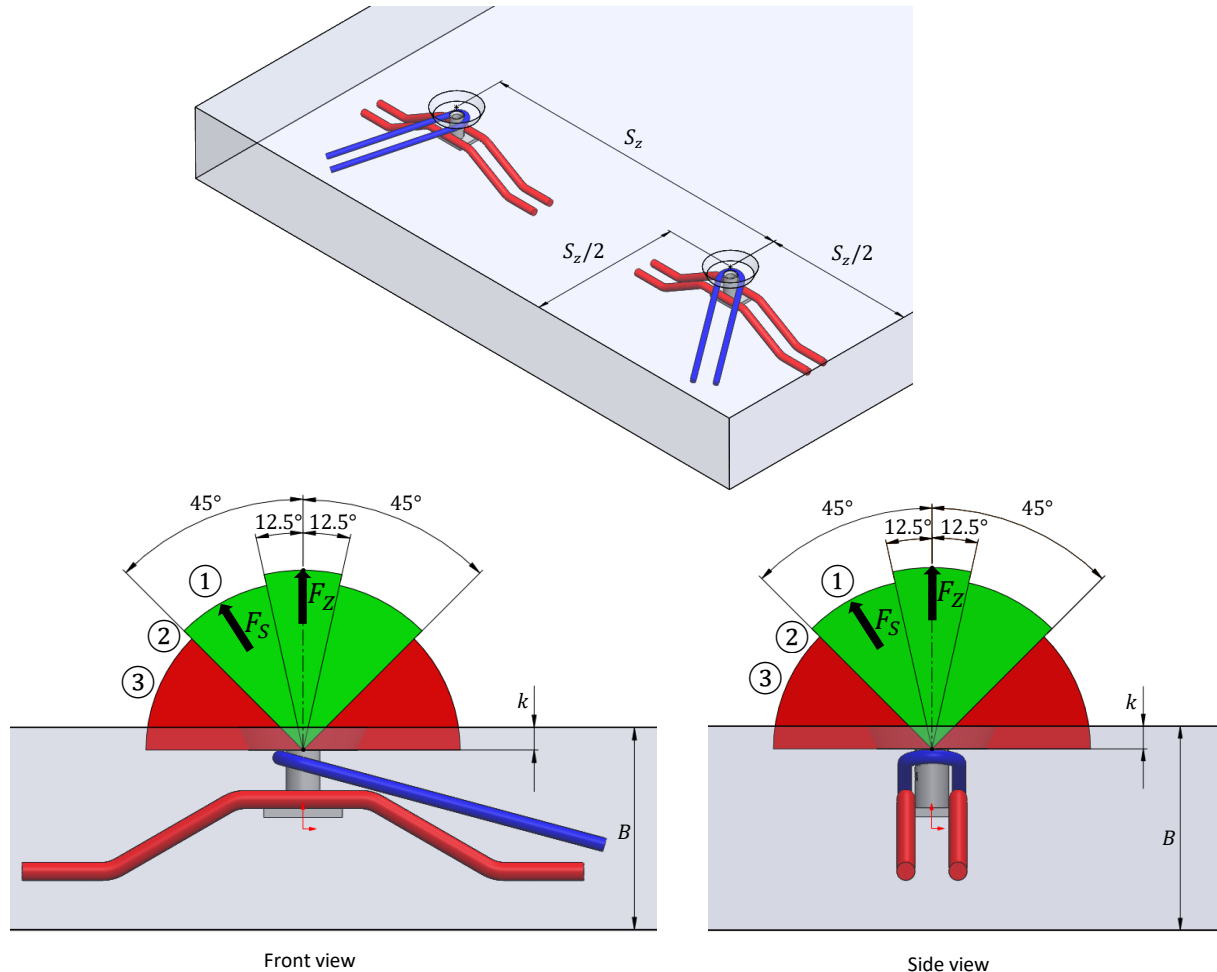 S_z
S_z/2
S_z/2
45°
45°
12.5°
12.5°
①
F_Z
F_S
②
③
k
B
Front view
45°
45°
12.5°
12.5°
①
F_Z
F_S
②
③
k
B
Side view